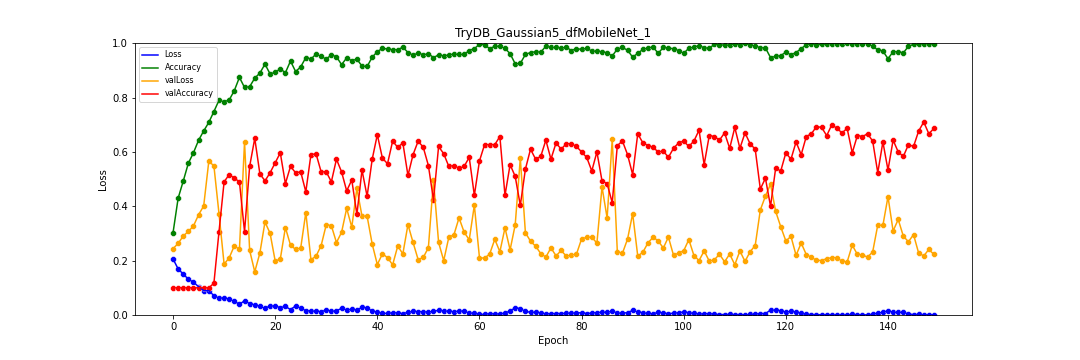 TryDB_Gaussian5_dfMobileNet_1
Loss
Accuracy
valLoss
valAccuracy
1.0
0.8
0.6
0.4
0.2
0.0
Loss
0 20 40 60 80 100 120 140
Epoch